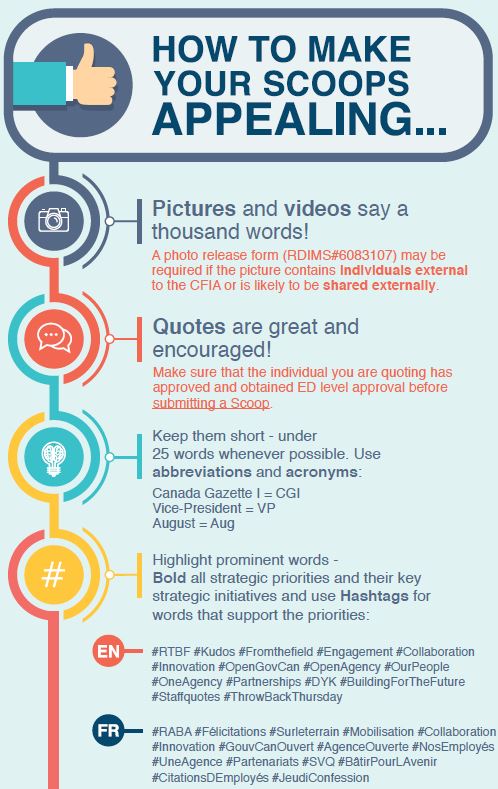 HOW TO MAKE
YOUR SCOOPS
APPEALING...
Pictures and videos say a
thousand words!
A photo release form (RDIMS#6083107) may be
required if the picture contains individuals external
to the CFIA or is likely to be shared externally.
Quotes are great and
encouraged!
Make sure that the individual you are quoting has
approved and obtained ED level approval before
submitting a Scoop.
Keep them short - under
25 words whenever possible. Use
abbreviations and acronyms:
Canada Gazette I = CGI
Vice-President = VP
August = Aug
#
Highlight prominent words -
Bold all strategic priorities and their key
strategic initiatives and use Hashtags for
words that support the priorities:
EN
#RTBF #Kudos #Fromthefield #Engagement #Collaboration
#Innovation #OpenGovCan #OpenAgency #OurPeople
#OneAgency #Partnerships #DYK #BuildingForTheFuture
#Staffquotes #ThrowBackThursday
FR
#RABA #Félicitations #Surleterrain #Mobilisation #Collaboration
#Innovation #GouvCanOuvert #AgenceOuverte #NosEmployés
#UneAgence #Partenariats #SVQ #BâtirPourLAvenir
#CitationsDEmployés #JeudiConfession